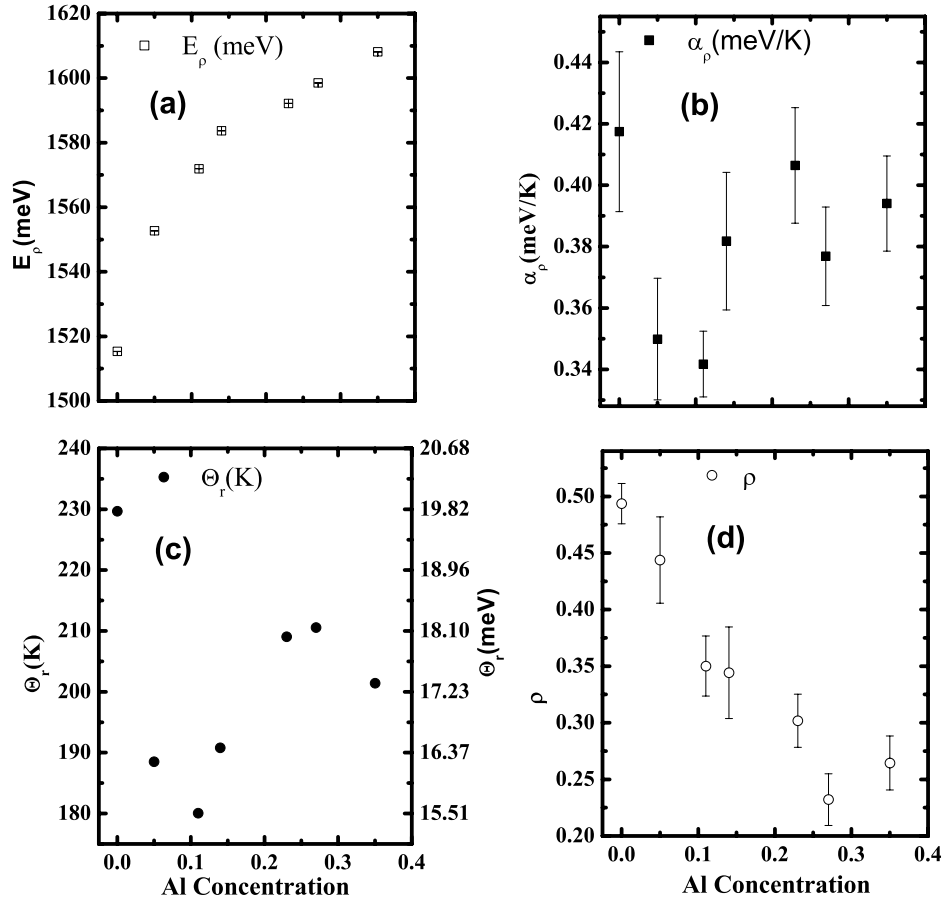 1620
1600
1580
1560
1540
1520
1500
E_ρ(meV)
E_ρ (meV)
(a)
0.44
0.42
0.40
0.38
0.36
0.34
α_ρ(meV/K)
α_ρ(meV/K)
(b)
240
230
220
210
200
190
180
Θ_r(K)
Θ_r(K)
(c)
20.68
19.82
18.96
18.10
17.23
16.37
15.51
Θ_r(meV)
0.0 0.1 0.2 0.3 0.4
Al Concentration
0.50
0.45
0.40
0.35
0.30
0.25
0.20
ρ
ρ
(d)
0.0 0.1 0.2 0.3 0.4
Al Concentration